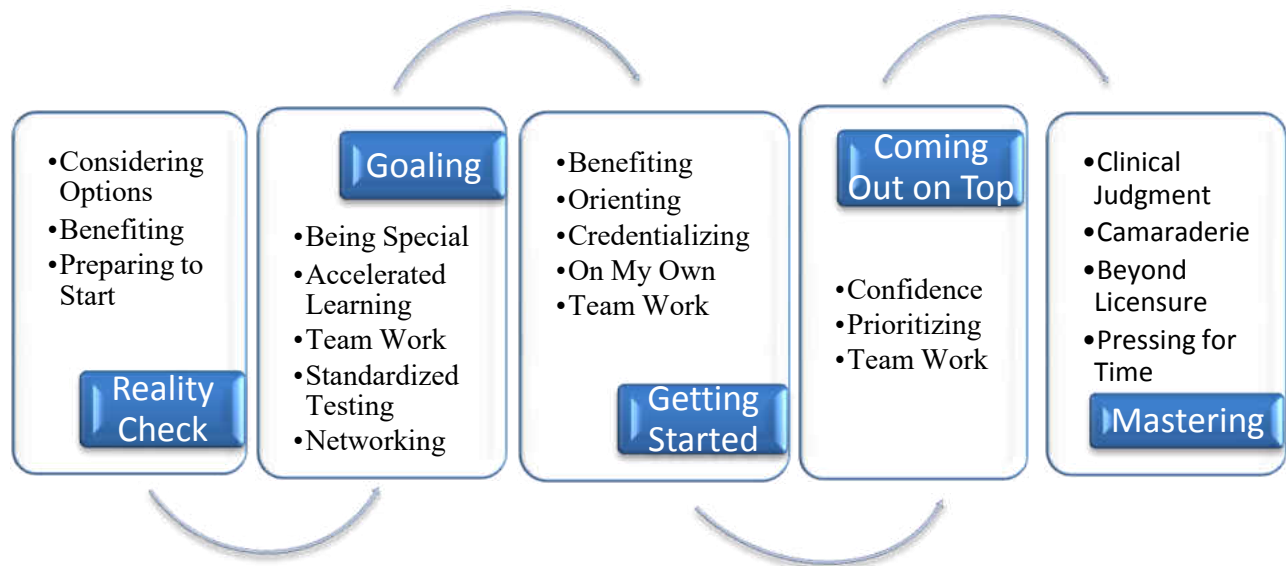 •Considering
Options
•Benefiting
•Preparing to
Start
Reality
Check
Goaling
•Being Special
•Accelerated
Learning
•Team Work
•Standardized
Testing
•Networking
•Benefiting
•Orienting
•Credentializing
•On My Own
•Team Work
Getting
Started
Coming
Out on Top
•Confidence
•Prioritizing
•Team Work
•Clinical
Judgment
•Camaraderie
•Beyond
Licensure
•Pressing for
Time
Mastering